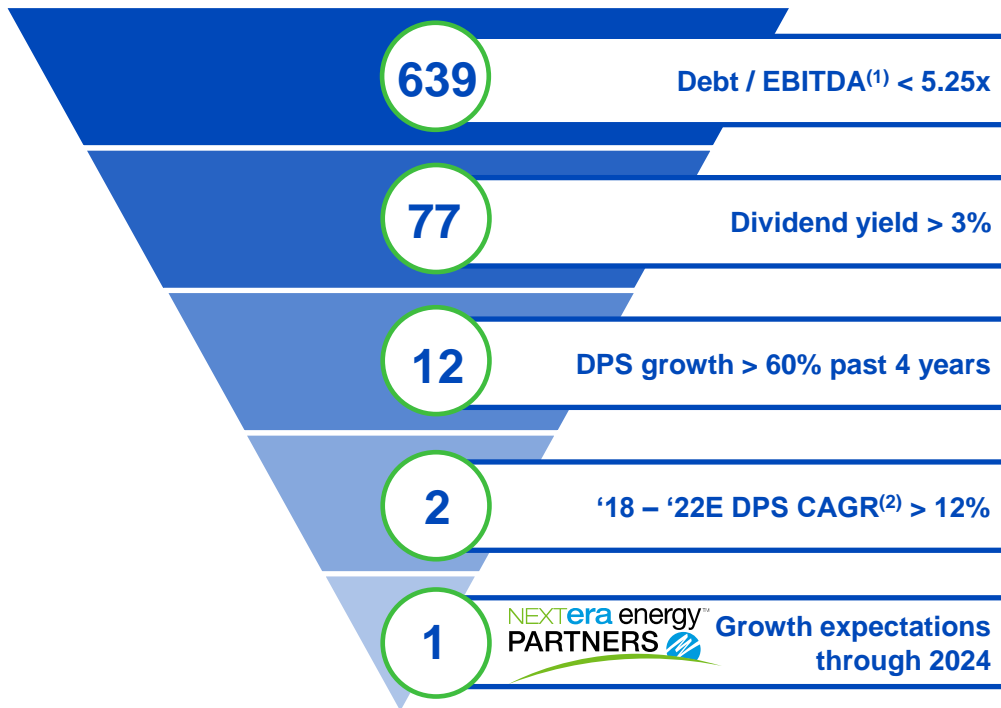 639
Debt / EBITDA(1) < 5.25x
77
Dividend yield > 3%
12
DPS growth > 60% past 4 years
2
‘18 – ‘22E DPS CAGR(2) > 12%
1
NEXTera energy™
PARTNERS
Growth expectations
through 2024